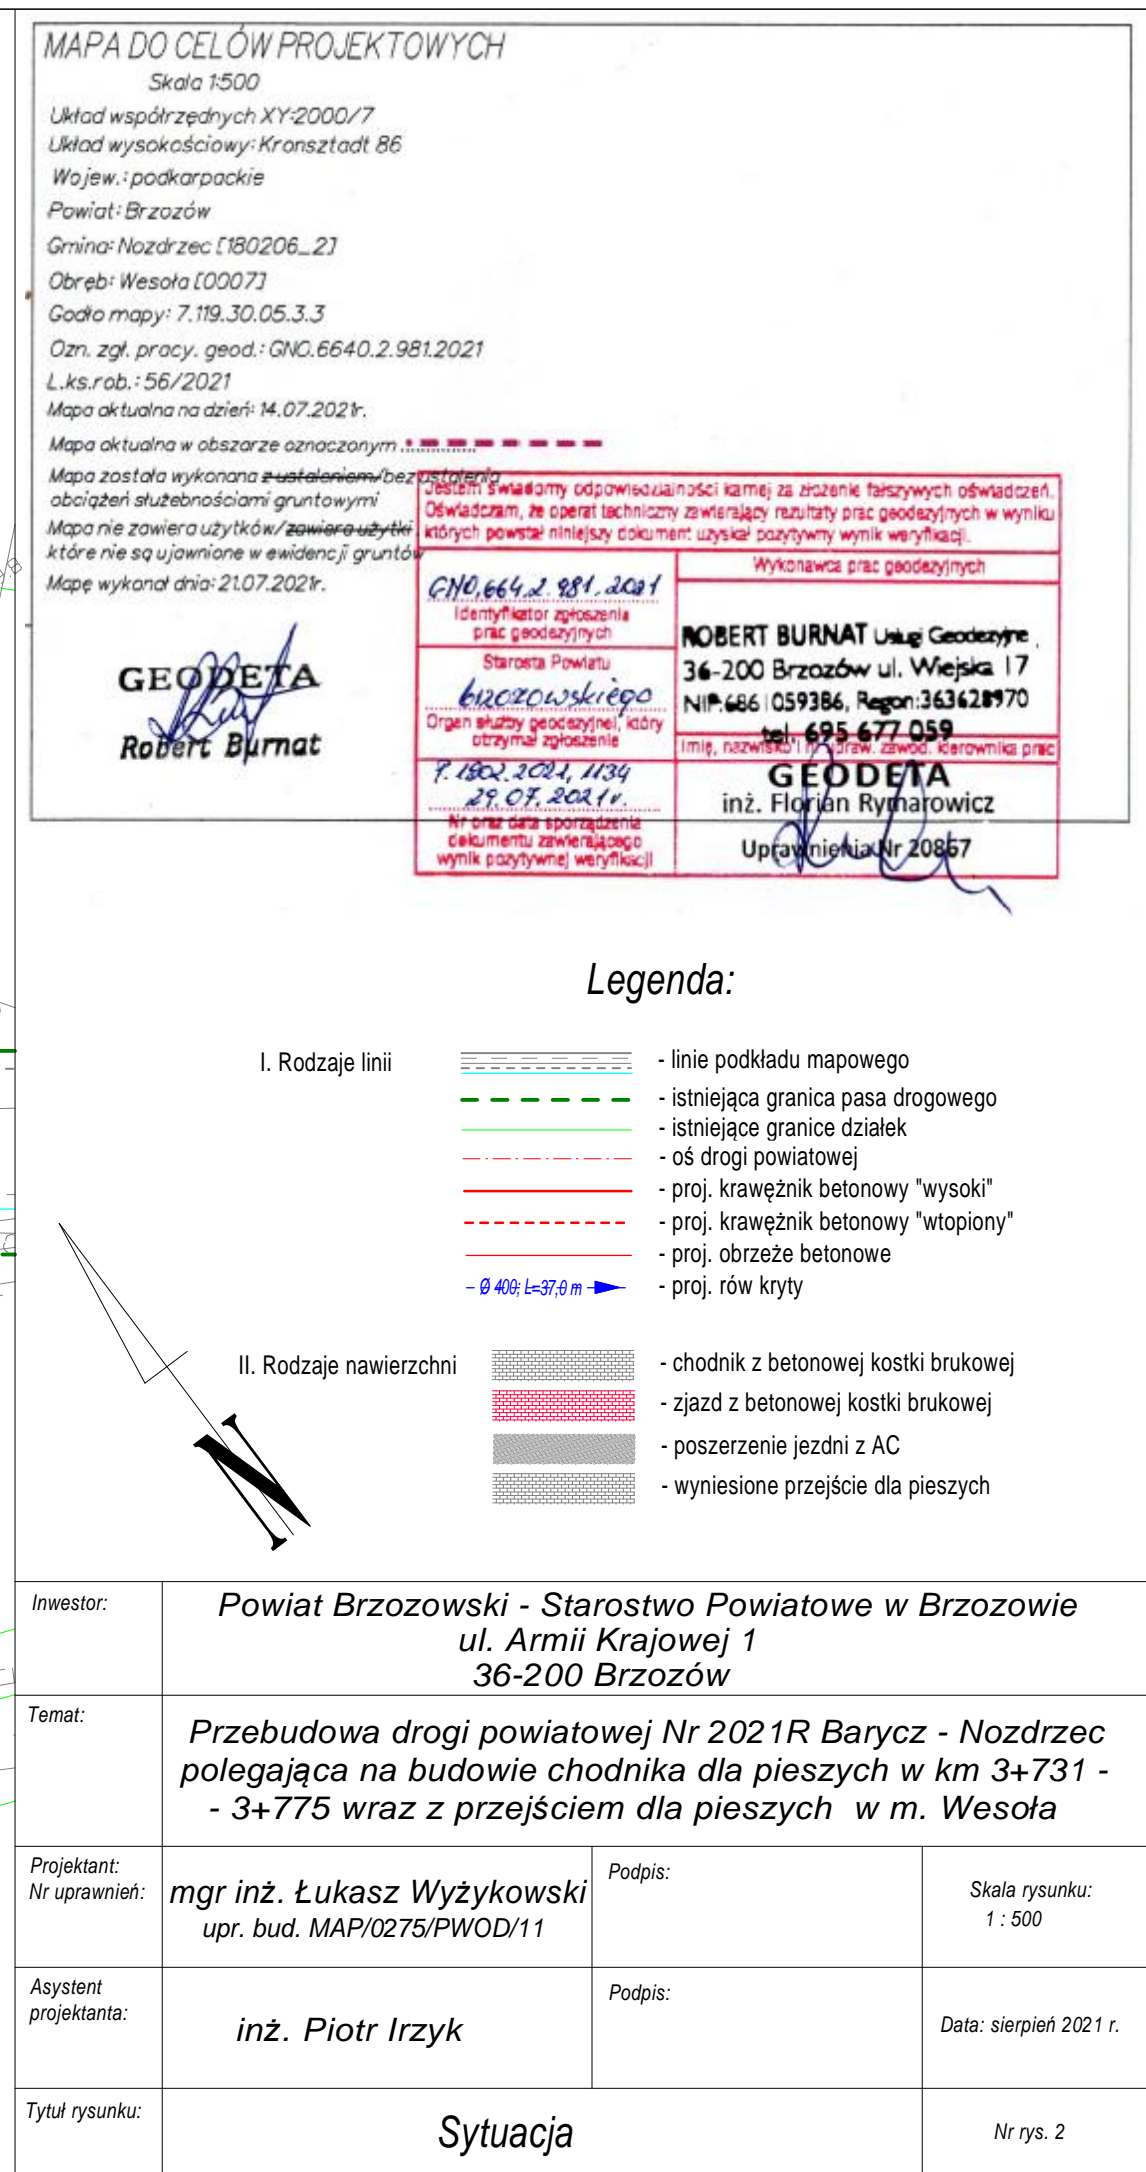 MAPA DO CELÓW PROJEKTOWYCH
Skala 1:500
Układ współrzędnych XY:2000/7
Układ wysokościowy: Kronsztadt 86
Wojew.: podkarpackie
Powiat: Brzozów
Gmina: Nozdrzec [180206_2]
Obręb: Wesoła [0007]
Godło mapy: 7.119.30.05.3.3
Ozn. zgł. pracy. geod.: GNO.6640.2.981.2021
L.ks.rob.: 56/2021
Mapa aktualna na dzień: 14.07.2021r.
Mapa aktualna w obszarze oznaczonym
Mapa została wykonana z ustaleniem/bez ustalenia
obciążeń służebnościami gruntowymi
Mapa nie zawiera użytków/zawiera użytki
które nie są ujawnione w ewidencji gruntów
Mapę wykonał dnia: 21.07.2021r.
GEODETA
Robert Burnat
Jestem świadomy odpowiedzialności karnej za złożenie fałszywych oświadczeń.
Oświadczam, że operat techniczny zawierający rezultaty prac geodezyjnych w wyniku
których powstał niniejszy dokument uzyskał pozytywny wynik weryfikacji.
GNO.664.2.981.2021
Identyfikator zgłoszenia
prac geodezyjnych
Starosta Powiatu
brzozowskiego
Organ służby geodezyjnej, który
otrzymał zgłoszenie
P.1802.2021.1134
29.07.2021r.
Nr oraz data sporządzenia
dokumentu zawierającego
wynik pozytywnej weryfikacji
Wykonawca prac geodezyjnych
ROBERT BURNAT Usługi Geodezyjne
36-200 Brzozów ul. Wiejska 17
NIP:6861059386, Regon:363628970
tel. 695 677 059
Imię, nazwisko i nr upraw. zawod. kierownika prac
GEODETA
inż. Florian Rymarowicz
Uprawnienia Nr 20867
Legenda:
I. Rodzaje linii
- linie podkładu mapowego
- istniejąca granica pasa drogowego
- istniejące granice działek
- oś drogi powiatowej
- proj. krawężnik betonowy "wysoki"
- proj. krawężnik betonowy "wtopiony"
- proj. obrzeże betonowe
Ø 400; L=37,0 m - proj. rów kryty
II. Rodzaje nawierzchni
- chodnik z betonowej kostki brukowej
- zjazd z betonowej kostki brukowej
- poszerzenie jezdni z AC
- wyniesione przejście dla pieszych
N
Inwestor:
Powiat Brzozowski - Starostwo Powiatowe w Brzozowie
ul. Armii Krajowej 1
36-200 Brzozów
Temat:
Przebudowa drogi powiatowej Nr 2021R Barycz - Nozdrzec
polegająca na budowie chodnika dla pieszych w km 3+731 -
- 3+775 wraz z przejściem dla pieszych w m. Wesoła
Projektant:
Nr uprawnień:
mgr inż. Łukasz Wyżykowski
upr. bud. MAP/0275/PWOD/11
Podpis:
Skala rysunku:
1 : 500
Asystent
projektanta:
inż. Piotr Irzyk
Podpis:
Data: sierpień 2021 r.
Tytuł rysunku:
Sytuacja
Nr rys. 2